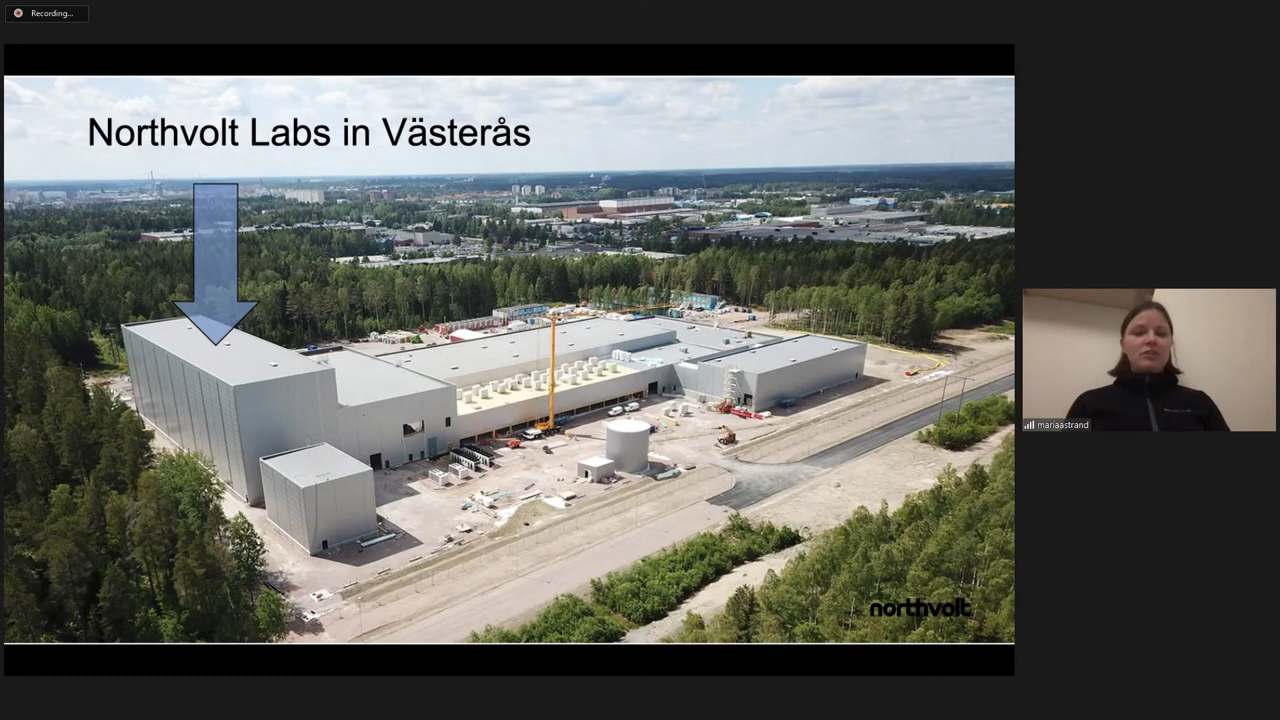 Recording...
Northvolt Labs in Västerås
northvolt
mariaastrand